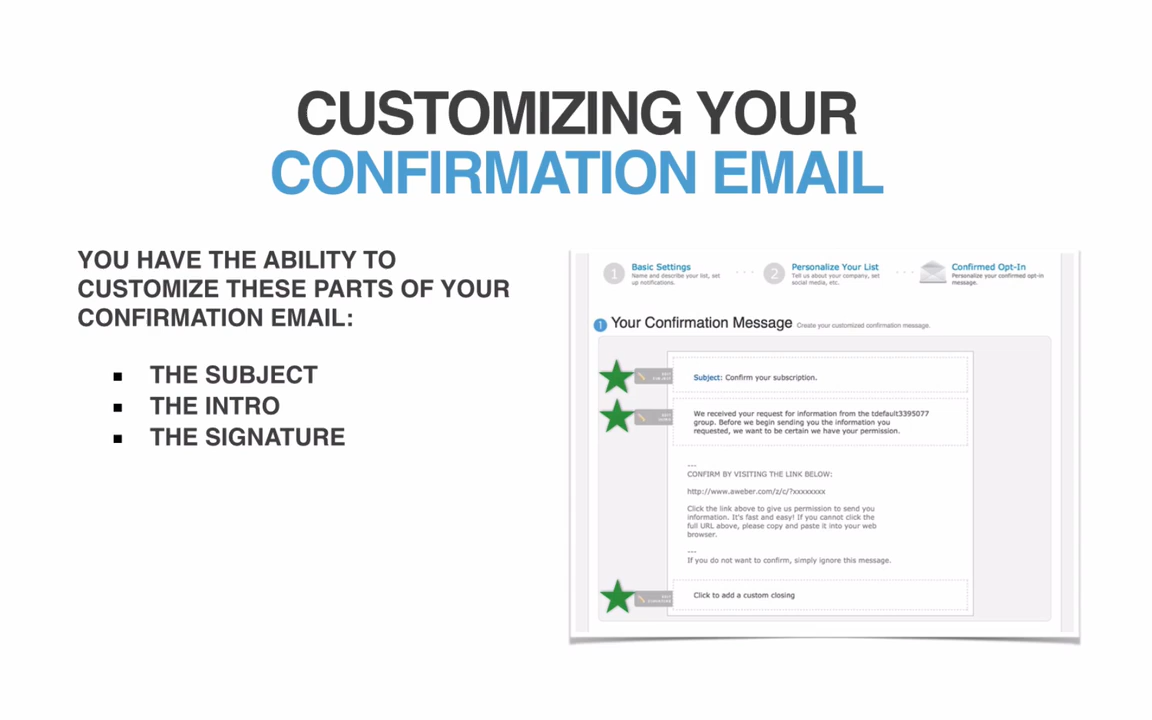 CUSTOMIZING YOUR
CONFIRMATION EMAIL
YOU HAVE THE ABILITY TO
CUSTOMIZE THESE PARTS OF YOUR
CONFIRMATION EMAIL:
▪ THE SUBJECT
▪ THE INTRO
▪ THE SIGNATURE
1 Basic Settings
Name and describe your list, set
up notifications.
2 Personalize Your List
Tell us about your company, set
social media, etc.
Confirmed Opt-In
Personalize your confirmed opt-in
message.
1 Your Confirmation Message Create your customized confirmation message.
EDIT
SUBJECT
Subject: Confirm your subscription.
EDIT
We received your request for information from the tdefault3395077
group. Before we begin sending you the information you
requested, we want to be certain we have your permission.
---
CONFIRM BY VISITING THE LINK BELOW:
http://www.aweber.com/z/c/?xxxxxxxx
Click the link above to give us permission to send you
information. It's fast and easy! If you cannot click the
full URL above, please copy and paste it into your web
browser.
---
If you do not want to confirm, simply ignore this message.
EDIT
SIGNATURE
Click to add a custom closing